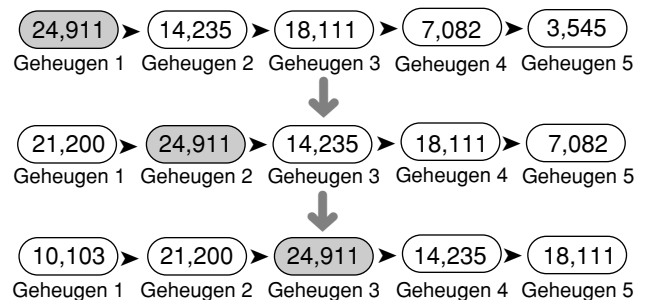 24,911 14,235 18,111 7,082 3,545
Geheugen 1 Geheugen 2 Geheugen 3 Geheugen 4 Geheugen 5
21,200 24,911 14,235 18,111 7,082
Geheugen 1 Geheugen 2 Geheugen 3 Geheugen 4 Geheugen 5
10,103 21,200 24,911 14,235 18,111
Geheugen 1 Geheugen 2 Geheugen 3 Geheugen 4 Geheugen 5